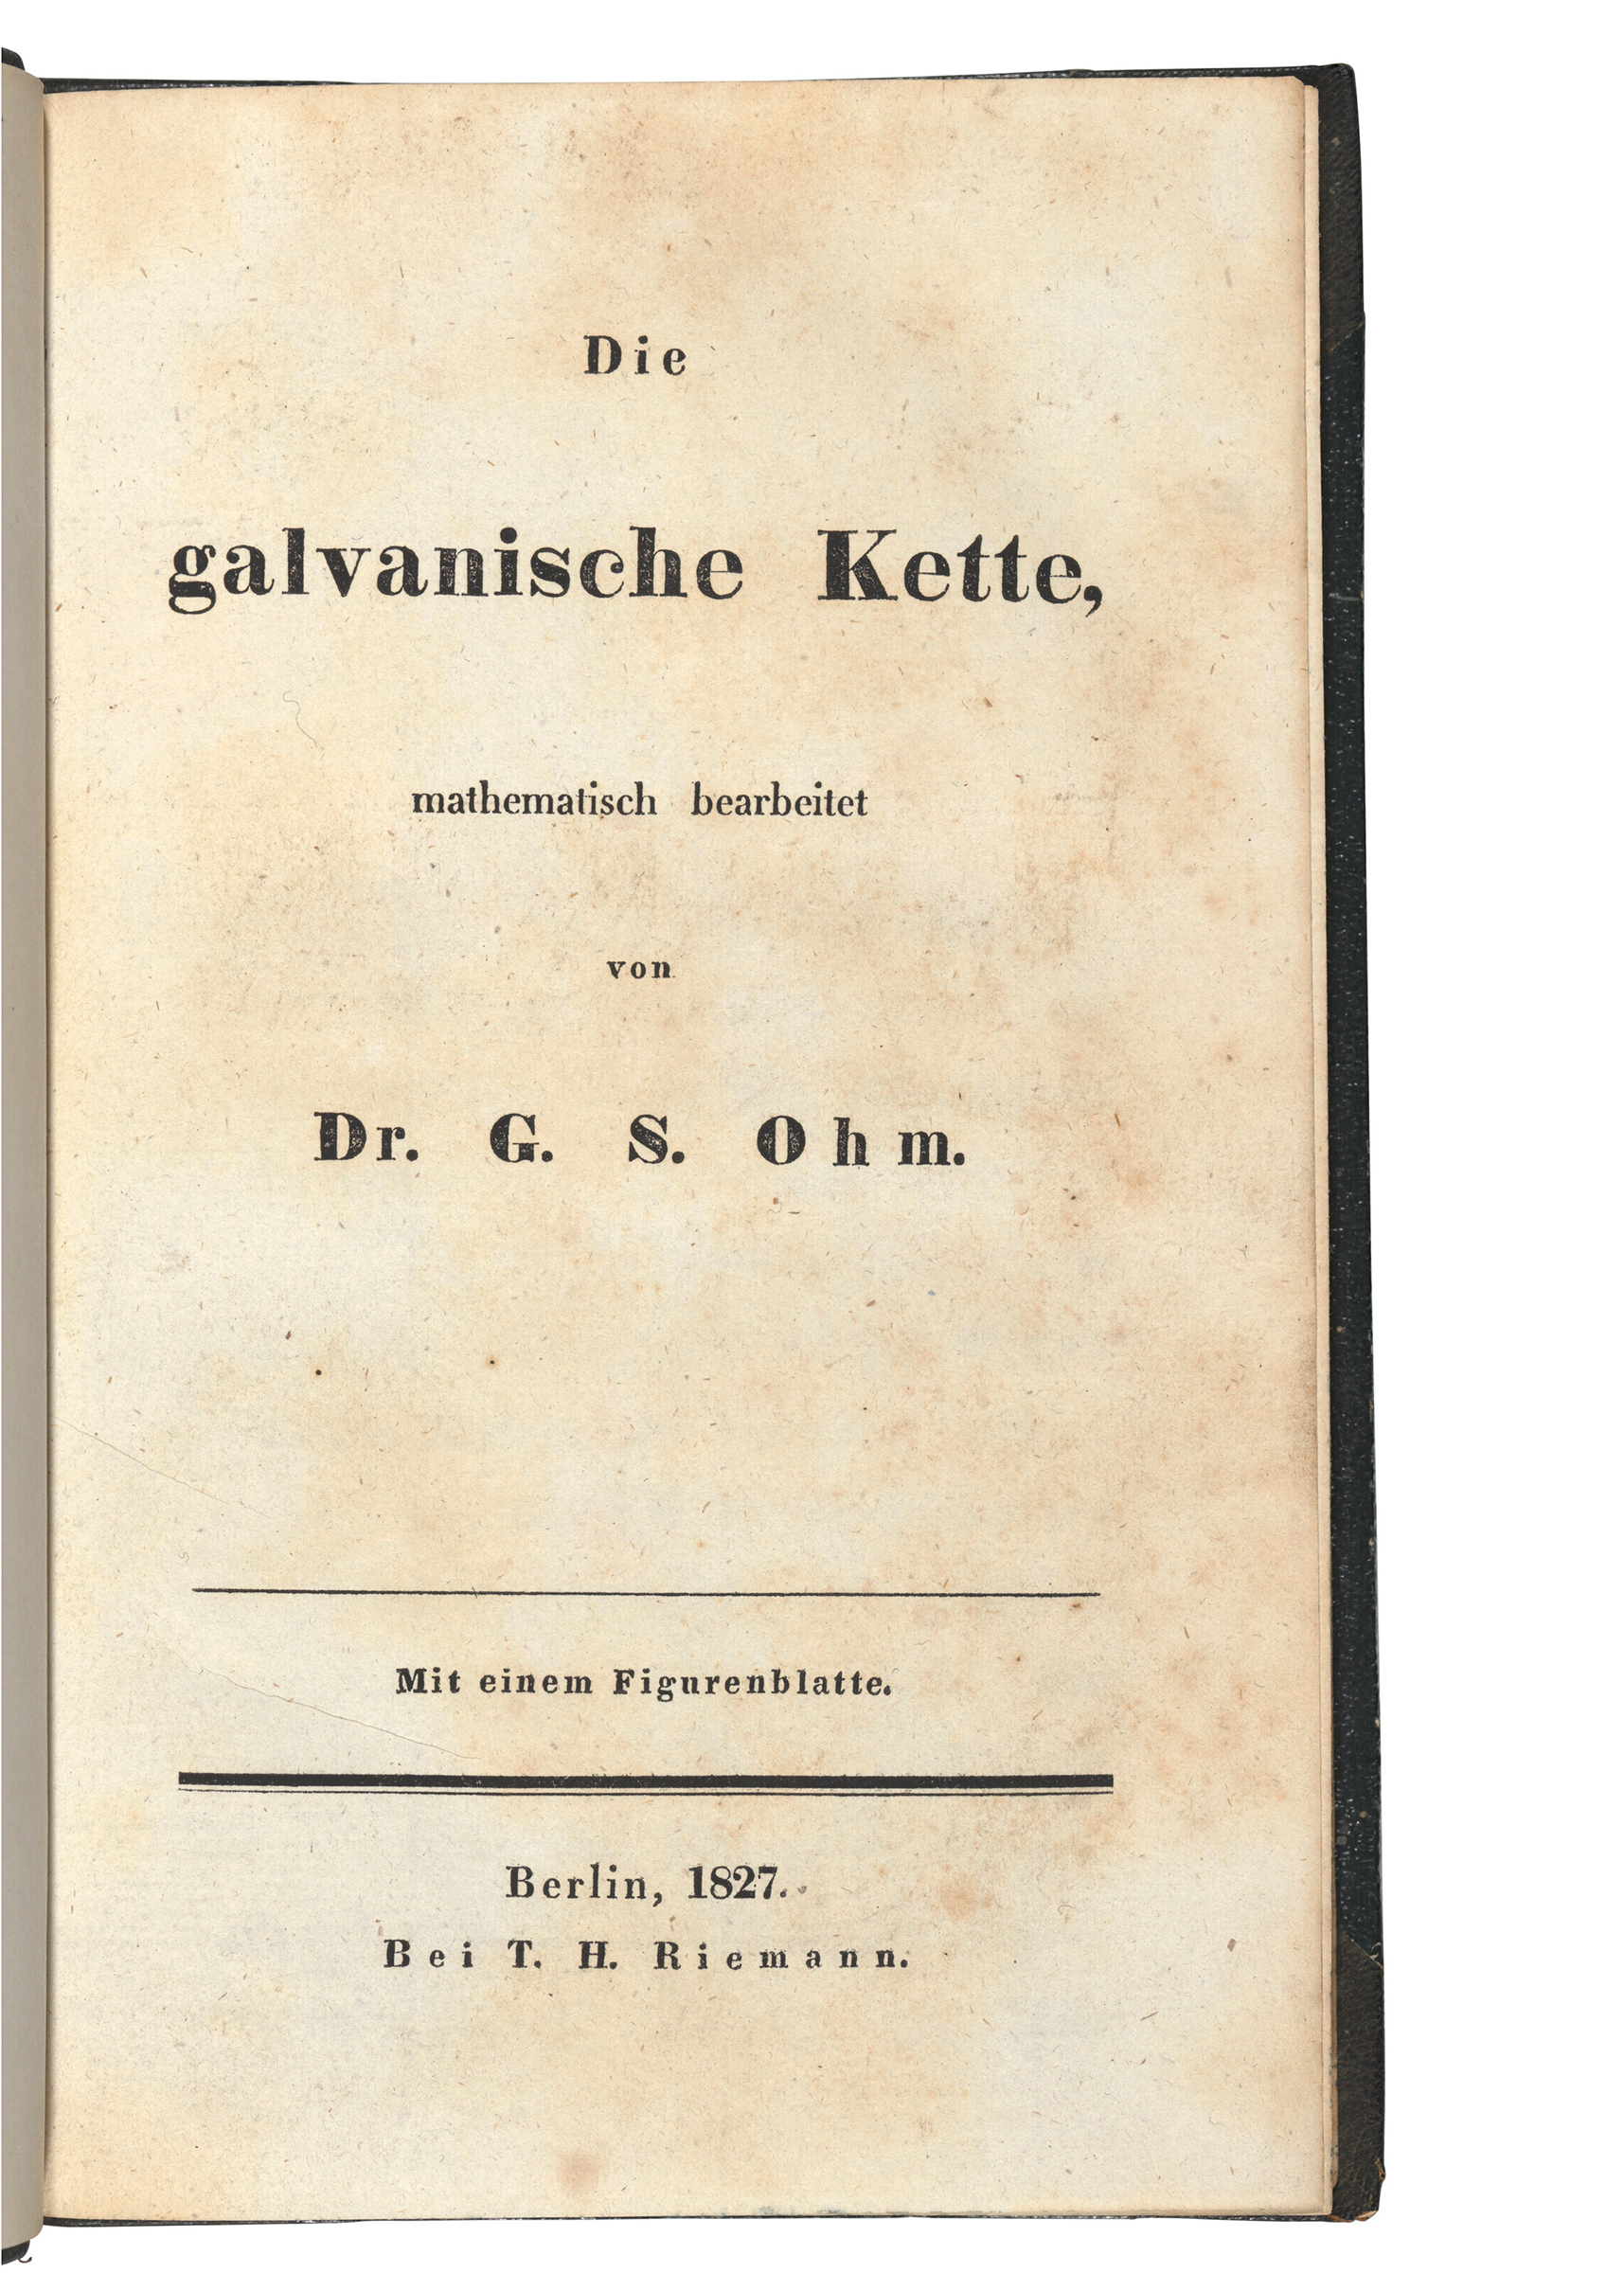 Die
galvanische Kette,
mathematisch bearbeitet
von
Dr. G. S. Ohm.
Mit einem Figurenblatte.
Berlin, 1827.
Bei T. H. Riemann.